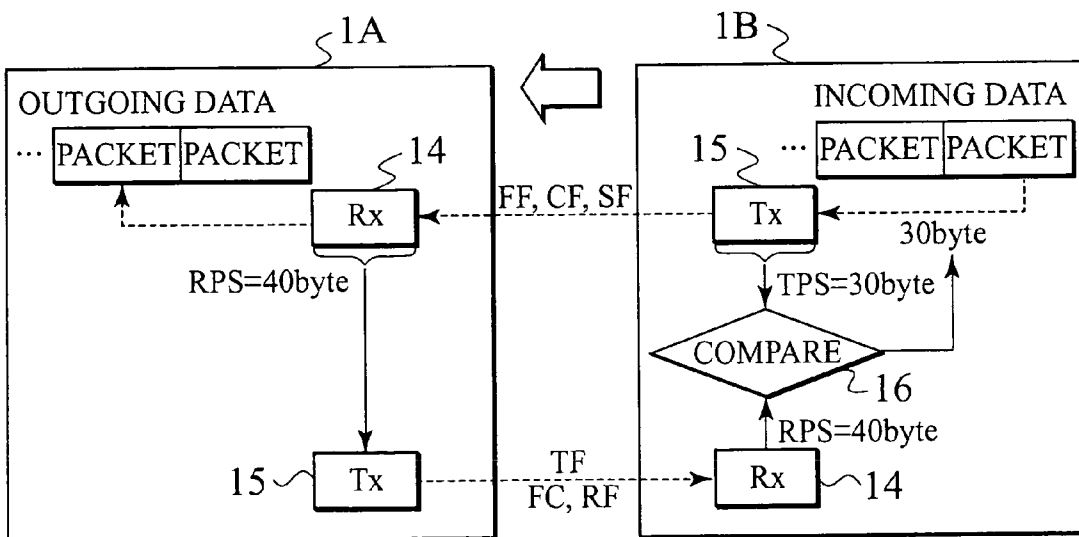 1A
1B
OUTGOING DATA
INCOMING DATA
... PACKET PACKET
... PACKET PACKET
14
15
Rx
FF, CF, SF
Tx
30byte
RPS=40byte
TPS=30byte
COMPARE
16
RPS=40byte
15
Tx
TF
FC, RF
Rx
14